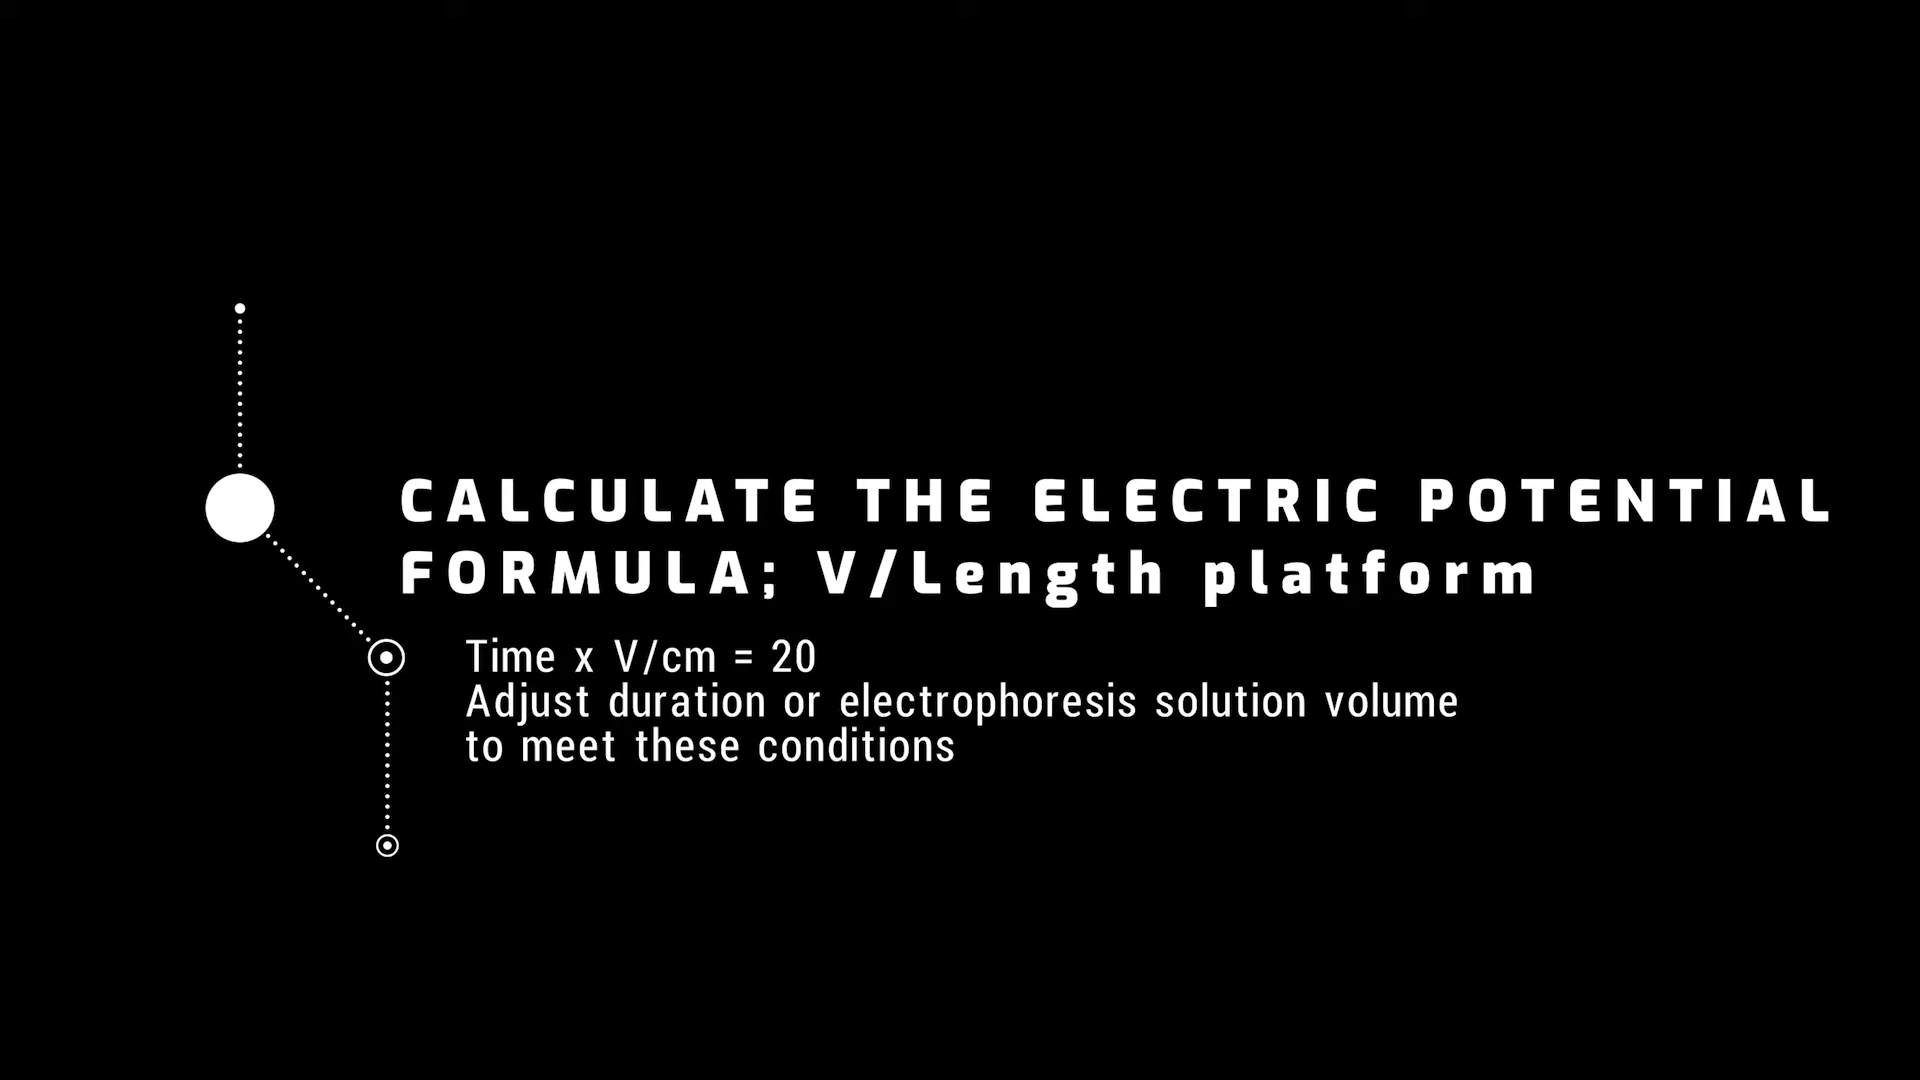 CALCULATE THE ELECTRIC POTENTIAL
FORMULA; V/Length platform
Time x V/cm = 20
Adjust duration or electrophoresis solution volume
to meet these conditions